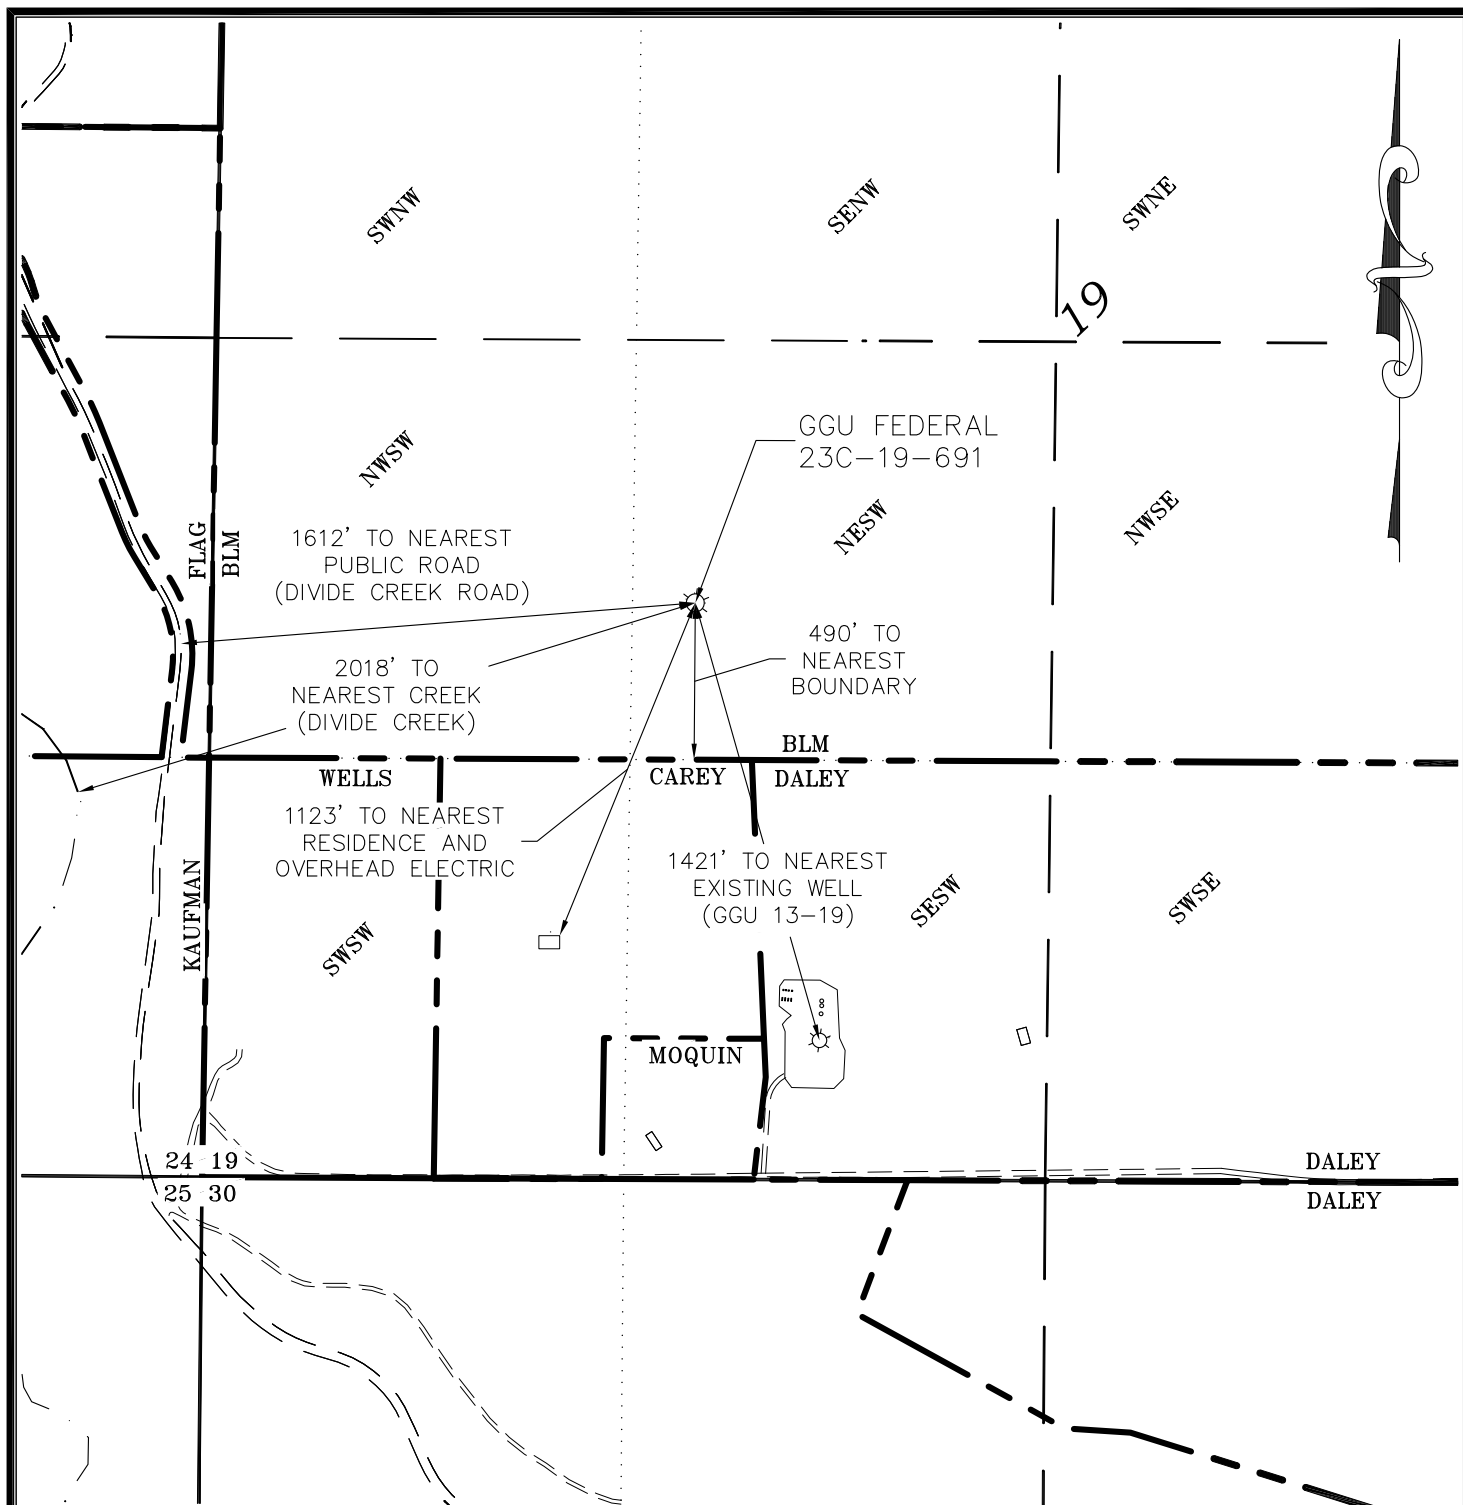 SWNW
SENW
SWNE
19
GGU FEDERAL
23C-19-691
NWSW
NESW
NWSE
FLAG
BLM
1612' TO NEAREST
PUBLIC ROAD
(DIVIDE CREEK ROAD)
490' TO
NEAREST
BOUNDARY
2018' TO
NEAREST CREEK
(DIVIDE CREEK)
BLM
WELLS
CAREY
DALEY
1123' TO NEAREST
RESIDENCE AND
OVERHEAD ELECTRIC
1421' TO NEAREST
EXISTING WELL
(GGU 13-19)
KAUFMAN
SWSW
SESW
SWSE
MOQUIN
24 19
25 30
DALEY
DALEY